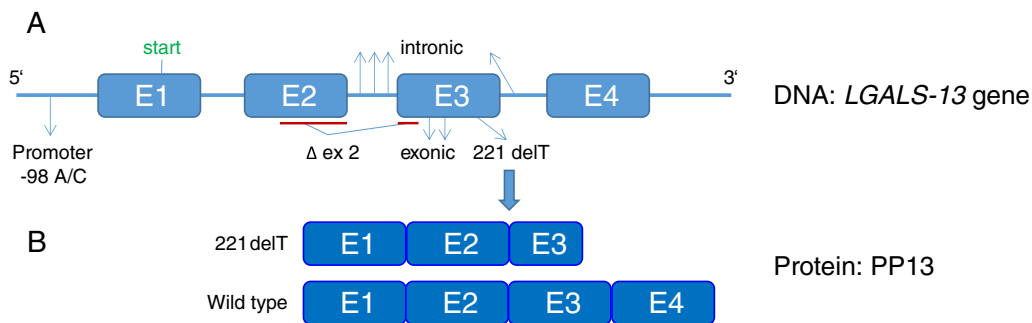 A
start
intronic
5‘
3‘
E1
E2
E3
E4
DNA: LGALS-13 gene
Promoter
-98 A/C
Δ ex 2
exonic
221 delT
B
221 delT
E1
E2
E3
Protein: PP13
Wild type
E1
E2
E3
E4